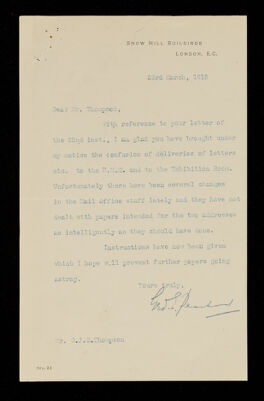 SNOW HILL BUILDINGS
LONDON, E.C.
23rd March, 1918
Dear Mr. Thompson,
With reference to your letter of
the 22nd inst., I am glad you have brought under
my notice the confusion of deliveries of letters
etc. to the and to the Exhibition Room.
Unfortunately there have been several changes
in the Mail Office staff lately and they have not
dealt with papers intended for the two addresses
as intelligently as they should have done.
Instructions have now been given
which I hope will prevent further papers going
astray.
Yours truly,
Mr. Thompson